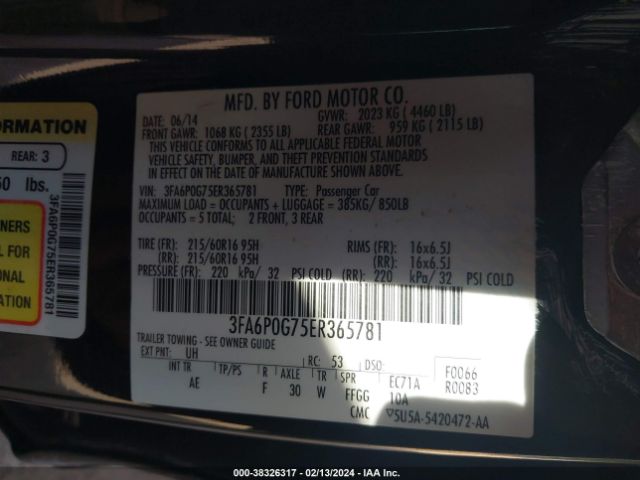 MFD. BY FORD MOTOR CO.
DATE: 06/14 GVWR: 2023 KG ( 4460 LB)
FRONT GAWR: 1068 KG ( 2355 LB) REAR GAWR: 959 KG ( 2115 LB)
THIS VEHICLE CONFORMS TO ALL APPLICABLE FEDERAL MOTOR
VEHICLE SAFETY, BUMPER, AND THEFT PREVENTION STANDARDS
IN EFFECT ON THE DATE OF MANUFACTURE SHOWN ABOVE.
VIN: 3FA6P0G75ER365781 TYPE: Passenger Car
MAXIMUM LOAD = OCCUPANTS + LUGGAGE = 385KG/ 850LB
OCCUPANTS = 5 TOTAL: 2 FRONT, 3 REAR
TIRE (FR): 215/60R16 95H RIMS (FR): 16x6.5J
(RR): 215/60R16 95H (RR): 16x6.5J
PRESSURE (FR): 220 kPa/ 32 PSI COLD (RR): 220 kPa/ 32 PSI COLD
3FA6P0G75ER365781
TRAILER TOWING - SEE OWNER GUIDE
EXT PNT: UH RC: 53 DSO: F0066
R0083
INT TR TP/PS R AXLE TR SPR EC71A
AE F 30 W FFGG 10A
CMC 5U5A-5420472-AA
ORMATION
REAR: 3
50 lbs.
NERS
L FOR
ONAL
3FA6P0G75ER365781
000-38326317 - 02/13/2024 - IAA Inc.